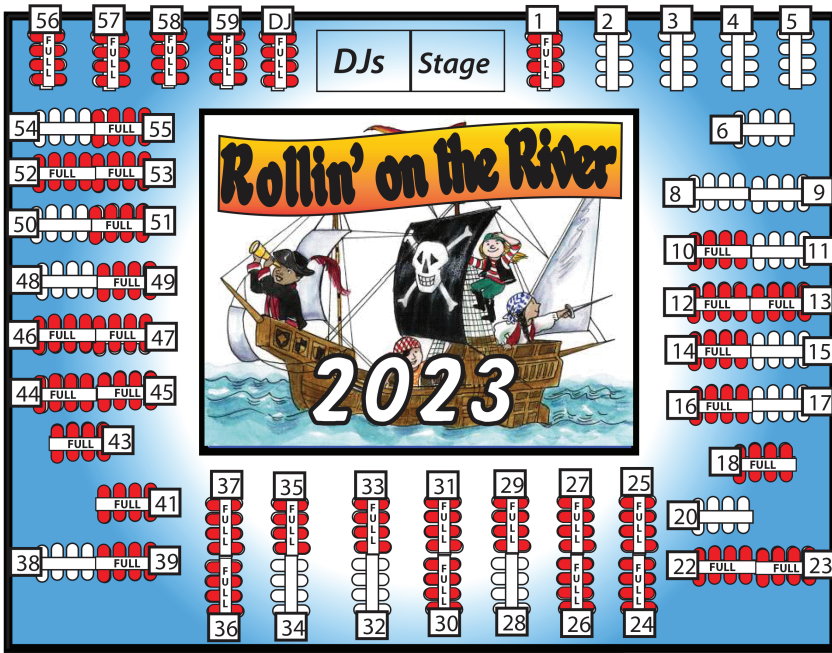 56 57 58 59 DJ 1 2 3 4 5
FULL FULL FULL FULL FULL FULL
DJs Stage
54 FULL 55
6
Rollin' on the River
52 FULL FULL 53
8 9
50 FULL 51
10 FULL 11
48 FULL 49
12 FULL FULL 13
46 FULL FULL 47
14 FULL 15
2023
44 FULL FULL 45
16 FULL 17
FULL 43
18 FULL
37 35 33 31 29 27 25
FULL FULL FULL FULL FULL FULL FULL
FULL 41
20
38 FULL 39
22 FULL FULL 23
FULL FULL FULL FULL
36 34 32 30 28 26 24